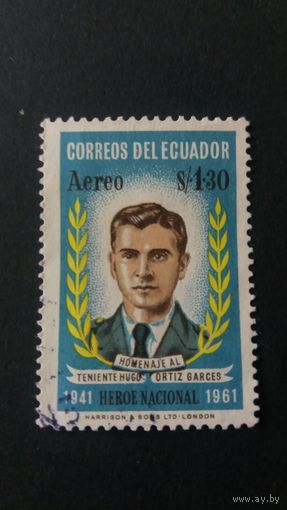 CORREOS DEL ECUADOR
Aereo S/1·30
HOMENAJE AL
TENIENTE HUGO ORTIZ GARCES
1941 HEROE NACIONAL 1961
HARRISON & SONS LTD·LONDON
www.ay.by